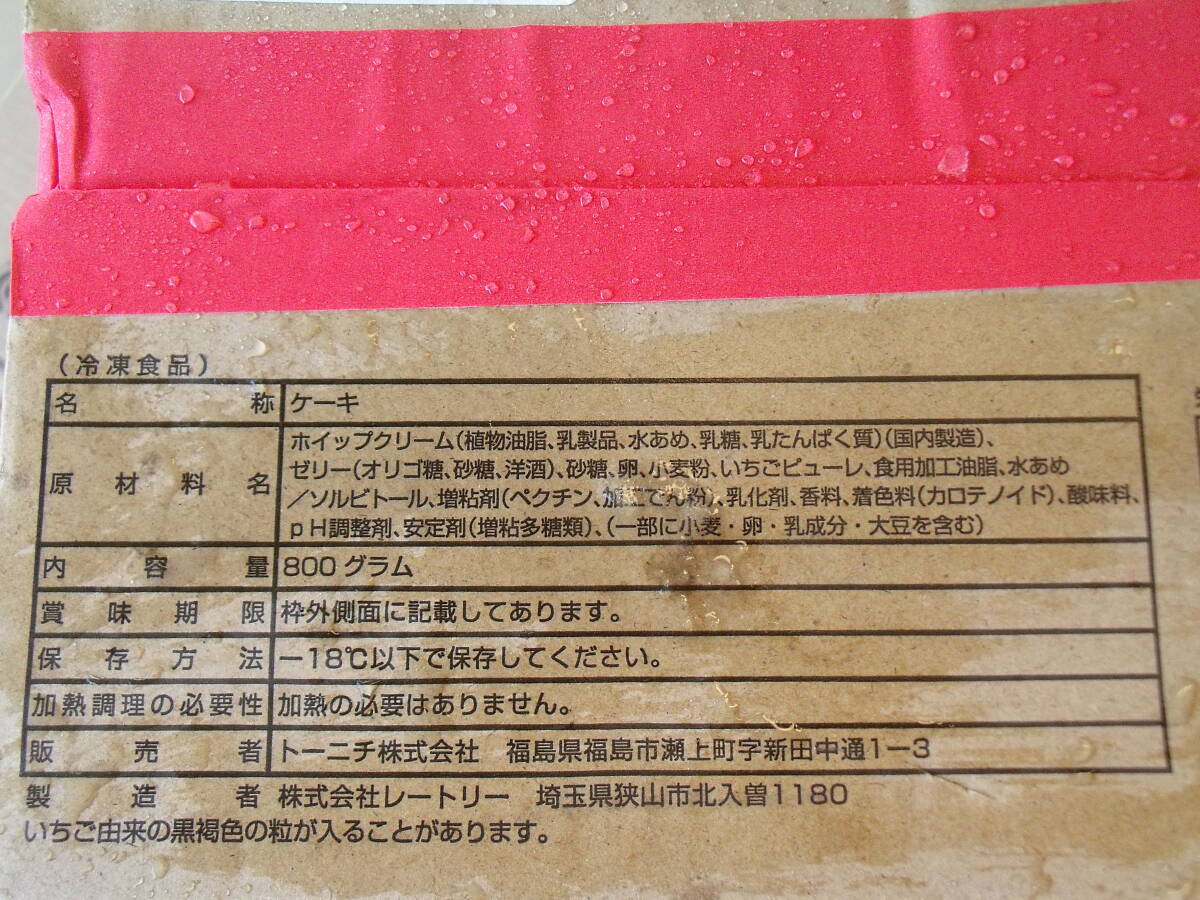 (冷凍食品)
名称 ケーキ
原材料名 ホイップクリーム(植物油脂、乳製品、水あめ、乳糖、乳たんぱく質)(国内製造)、
ゼリー(オリゴ糖、砂糖、洋酒)、砂糖、卵、小麦粉、いちごピューレ、食用加工油脂、水あめ
/ソルビトール、増粘剤(ペクチン、加工でん粉)、乳化剤、香料、着色料(カロテノイド)、酸味料、
pH調整剤、安定剤(増粘多糖類)、(一部に小麦・卵・乳成分・大豆を含む)
内容量 800グラム
賞味期限 枠外側面に記載してあります。
保存方法 －18℃以下で保存してください。
加熱調理の必要性 加熱の必要はありません。
販売者 トーニチ株式会社 福島県福島市瀬上町字新田中通1－3
製造者 株式会社レートリー 埼玉県狭山市北入曽1180
いちご由来の黒褐色の粒が入ることがあります。